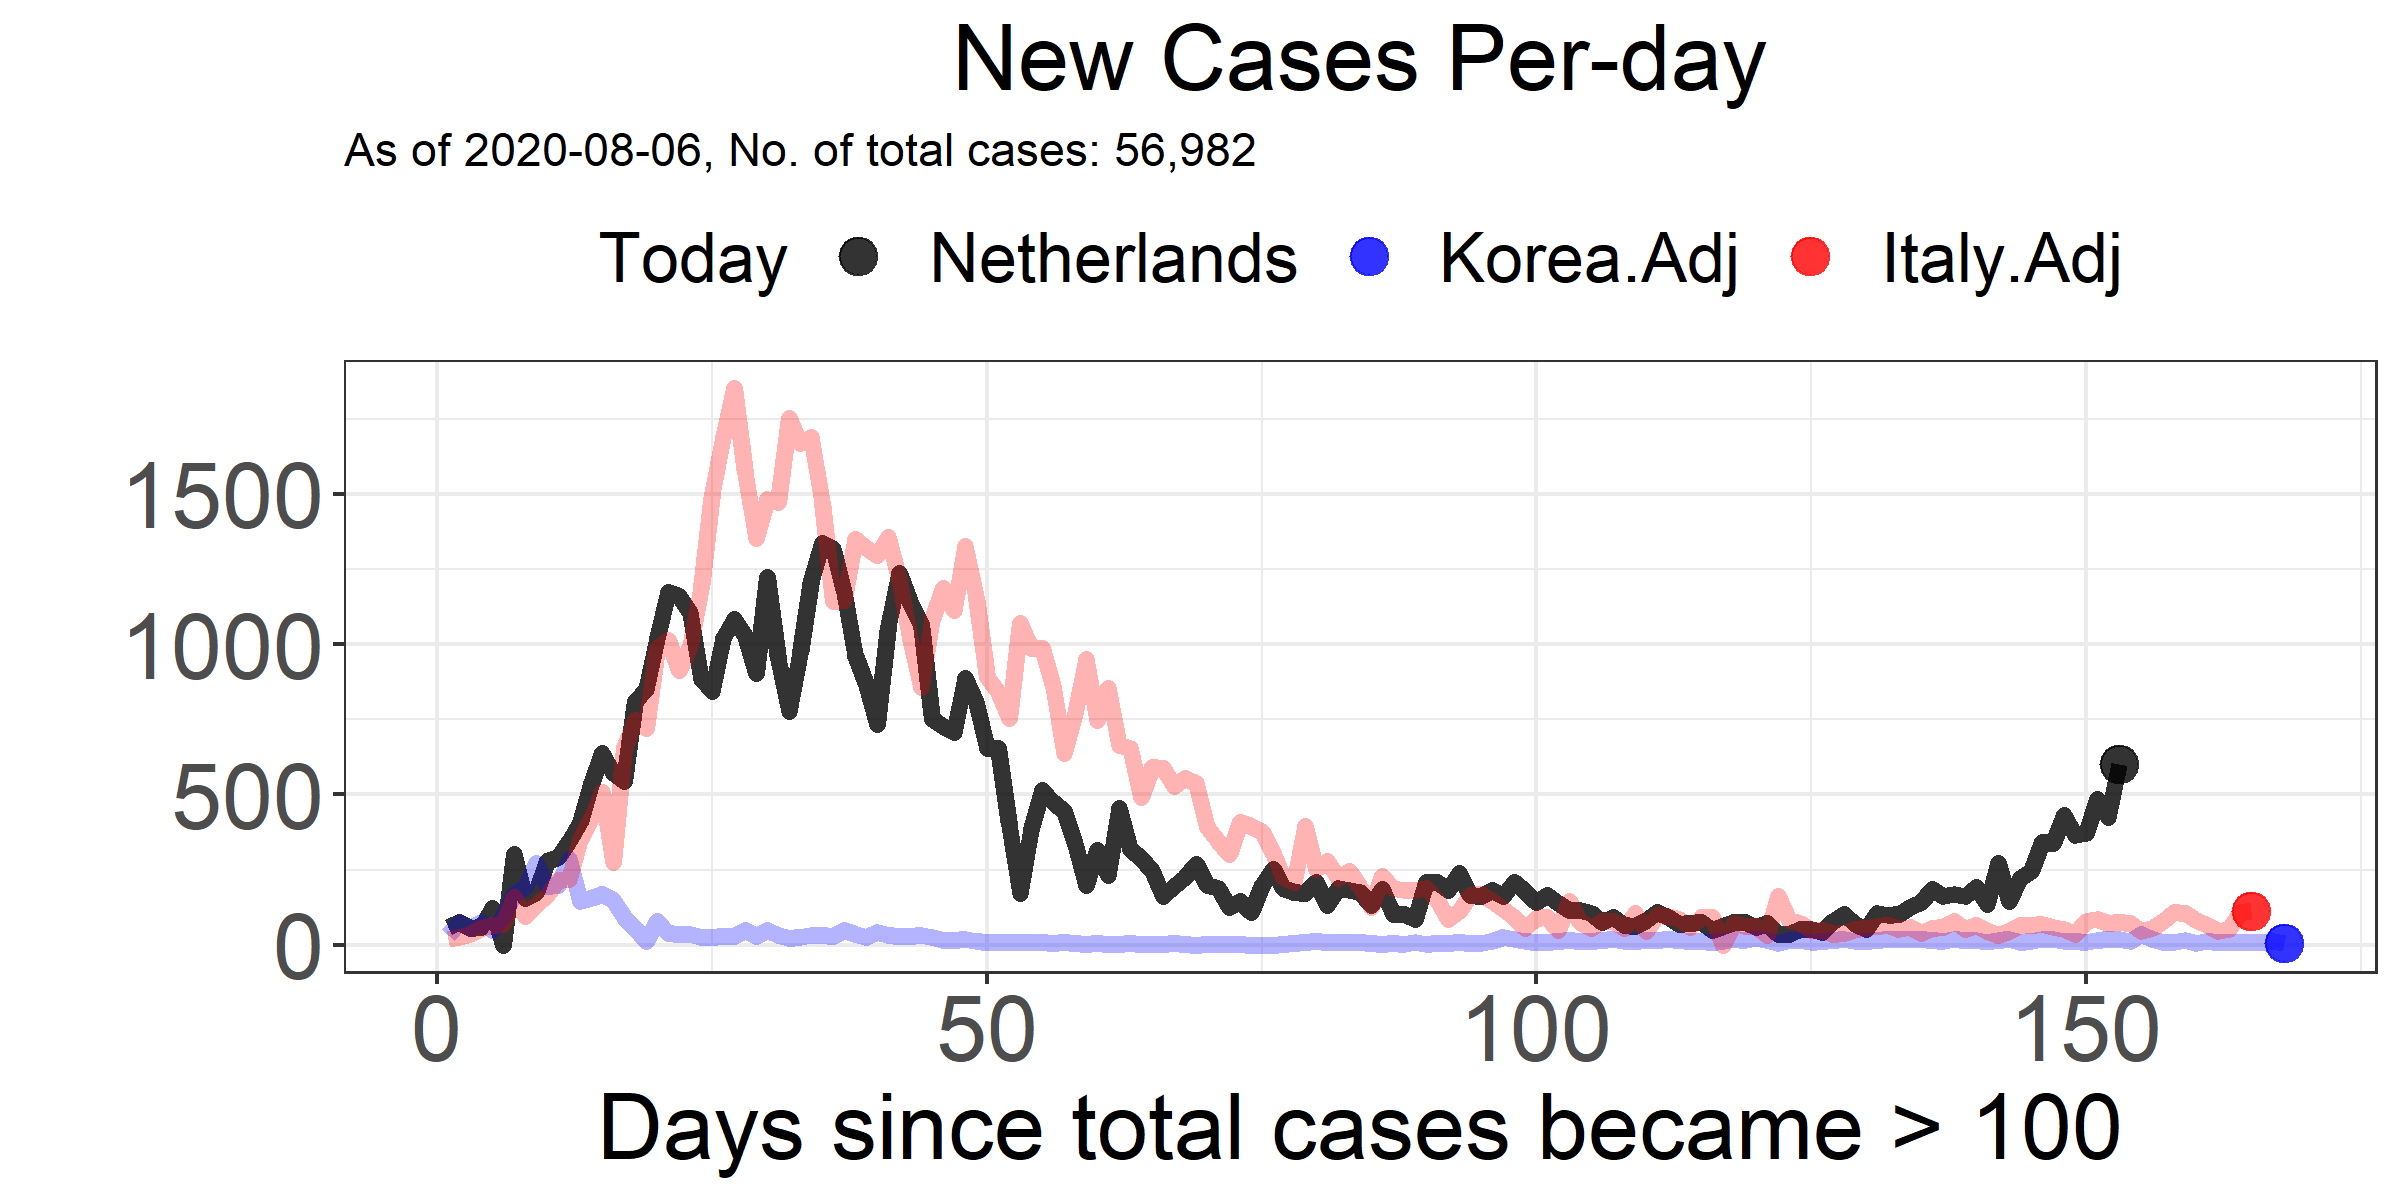 New Cases Per-day
As of 2020-08-06, No. of total cases: 56,982
Today Netherlands Korea.Adj Italy.Adj
1500
1000
500
0
0 50 100 150
Days since total cases became > 100